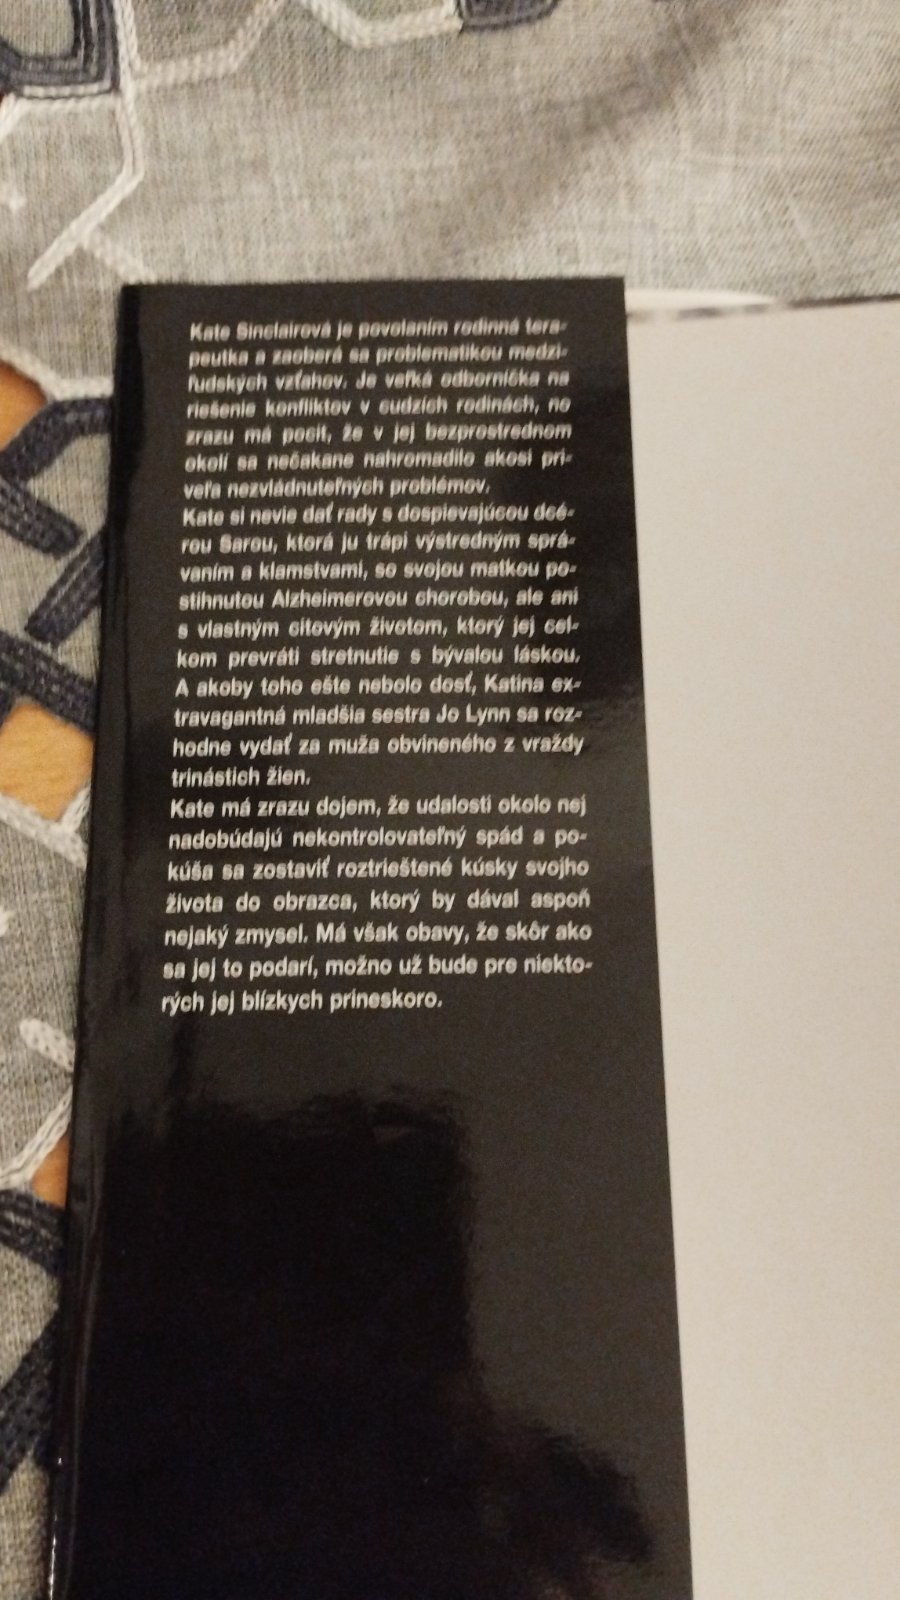 Kate Sinclairová je povolaním rodinná tera-
peutka a zaoberá sa problematikou medzi-
ľudských vzťahov. Je veľká odborníčka na
riešenie konfliktov v cudzích rodinách, no
zrazu má pocit, že v jej bezprostrednom
okolí sa nečakane nahromadilo akosi pri-
veľa nezvládnuteľných problémov.
Kate si nevie dať rady s dospievajúcou dcé-
rou Sarou, ktorá ju trápi výstredným sprá-
vaním a klamstvami, so svojou matkou po-
stihnutou Alzheimerovou chorobou, ale ani
s vlastným citovým životom, ktorý jej cel-
kom prevráti stretnutie s bývalou láskou.
A akoby toho ešte nebolo dosť, Katina ex-
travagantná mladšia sestra Jo Lynn sa roz-
hodne vydať za muža obvineného z vraždy
trinástich žien.
Kate má zrazu dojem, že udalosti okolo nej
nadobúdajú nekontrolovateľný spád a po-
kúša sa zostaviť roztrieštené kúsky svojho
života do obrazca, ktorý by dával aspoň
nejaký zmysel. Má však obavy, že skôr ako
sa jej to podarí, možno už bude pre niekto-
rých jej blízkych prineskoro.